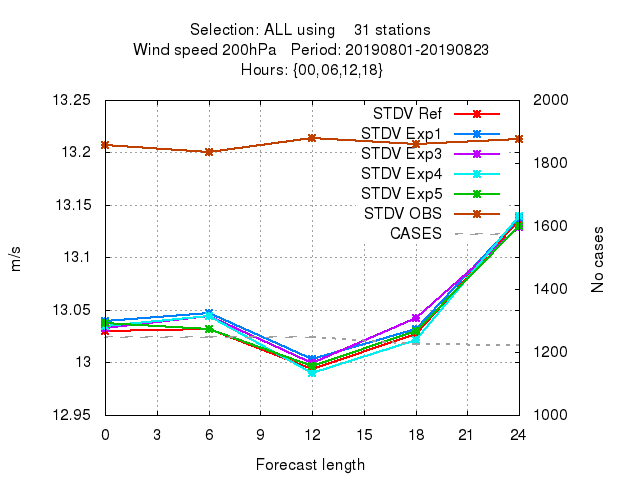 Selection: ALL using 31 stations
Wind speed 200hPa Period: 20190801-20190823
Hours: {00,06,12,18}
13.25
13.2
13.15
13.1
13.05
13
12.95
2000
1800
1600
1400
1200
1000
STDV Ref
STDV Exp1
STDV Exp3
STDV Exp4
STDV Exp5
STDV OBS
CASES
m/s
No cases
0 3 6 9 12 15 18 21 24
Forecast length